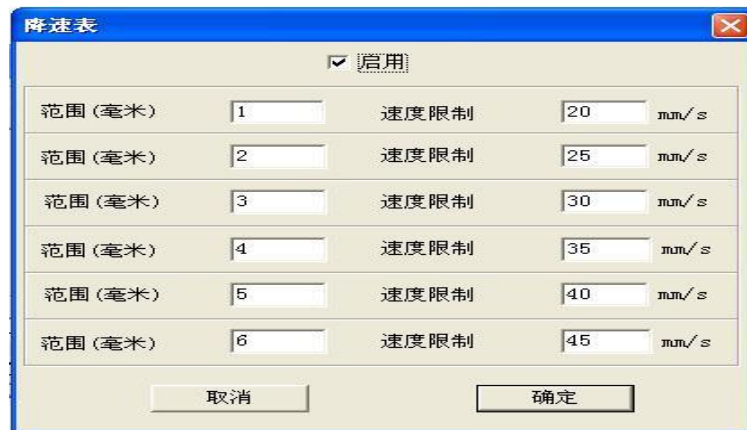 降速表
启用
范围(毫米) 1 速度限制 20 mm/s
范围(毫米) 2 速度限制 25 mm/s
范围(毫米) 3 速度限制 30 mm/s
范围(毫米) 4 速度限制 35 mm/s
范围(毫米) 5 速度限制 40 mm/s
范围(毫米) 6 速度限制 45 mm/s
取消 确定